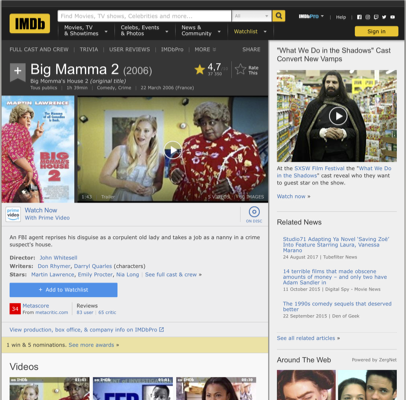 IMDb
Find Movies, TV shows, Celebrities and more...
All
IMDbPro
Help
Movies, TV & Showtimes
Celebs, Events & Photos
News & Community
Watchlist
Sign in
FULL CAST AND CREW | TRIVIA | USER REVIEWS | IMDbPro | MORE
SHARE
Big Mamma 2 (2006)
Big Momma's House 2 (original title)
Tous publics | 1h 39min | Comedy, Crime | 22 March 2006 (France)
4,7
Rate This
MARTIN LAWRENCE
BIG MOMMA'S HOUSE 2
Watch Now
With Prime Video
ON DISC
An FBI agent reprises his disguise as a corpulent old lady and takes a job as a nanny in a crime
suspect's house.
Director: John Whitesell
Writers: Don Rhymer, Darryl Quarles (characters)
Stars: Martin Lawrence, Emily Procter, Nia Long | See full cast & crew »
+ Add to Watchlist
34
Metascore
From metacritic.com
Reviews
83 user | 65 critic
View production, box office, & company info on IMDbPro
1 win & 5 nominations. See more awards »
Videos
"What We Do in the Shadows" Cast
Convert New Vamps
At the SXSW Film Festival the "What We Do
in the Shadows" cast reveal who they want
to guest star on the show.
Watch now »
Related News
Studio71 Adapting Ya Novel 'Saving Zoë'
Into Feature Starring Laura, Vanessa
Marano
24 August 2017 | Tubefilter News
14 terrible films that made obscene
amounts of money – and only two have
Adam Sandler in
11 October 2015 | Digital Spy - Movie News
The 1990s comedy sequels that deserved
better
22 September 2015 | Den of Geek
See all related articles »
Around The Web
Powered by ZergNet